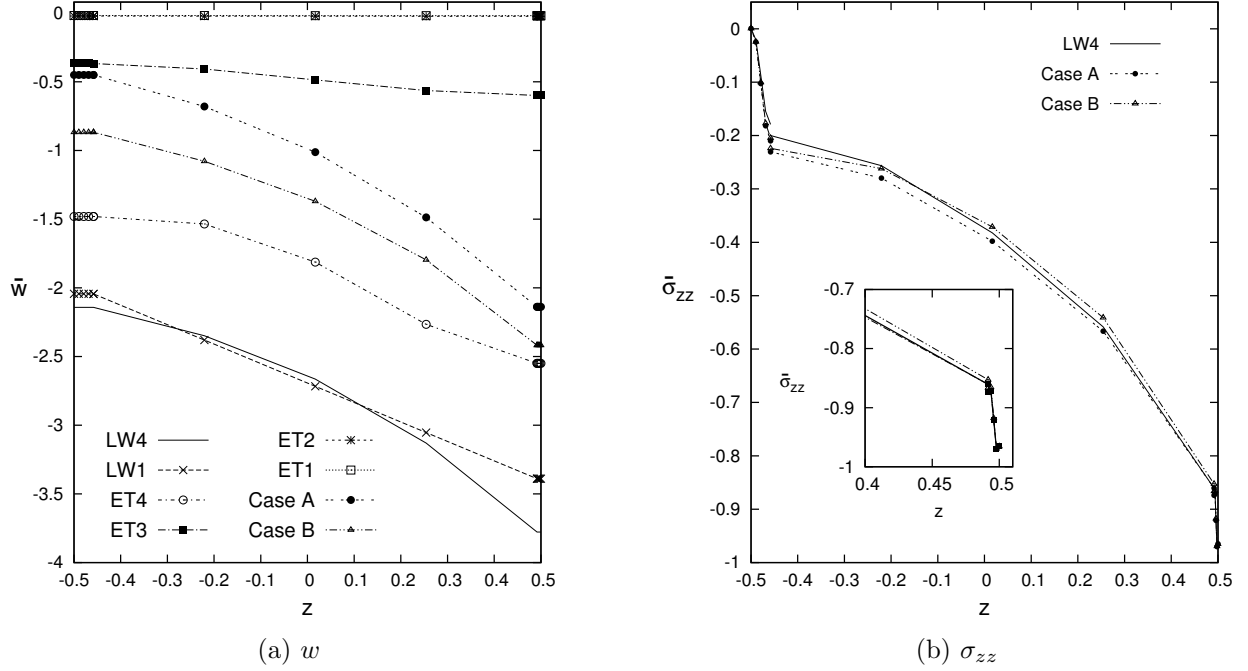 0
-0.5
-1
-1.5
-2
-2.5
-3
-3.5
-4
w̄
-0.5 -0.4 -0.3 -0.2 -0.1 0 0.1 0.2 0.3 0.4 0.5
z
LW4
LW1
ET4
ET3
ET2
ET1
Case A
Case B
(a) w
0
-0.1
-0.2
-0.3
-0.4
-0.5
-0.6
-0.7
-0.8
-0.9
-1
σ̄zz
-0.5 -0.4 -0.3 -0.2 -0.1 0 0.1 0.2 0.3 0.4 0.5
z
LW4
Case A
Case B
-0.7
-0.8
-0.9
-1
σ̄zz
0.4 0.45 0.5
z
(b) σzz